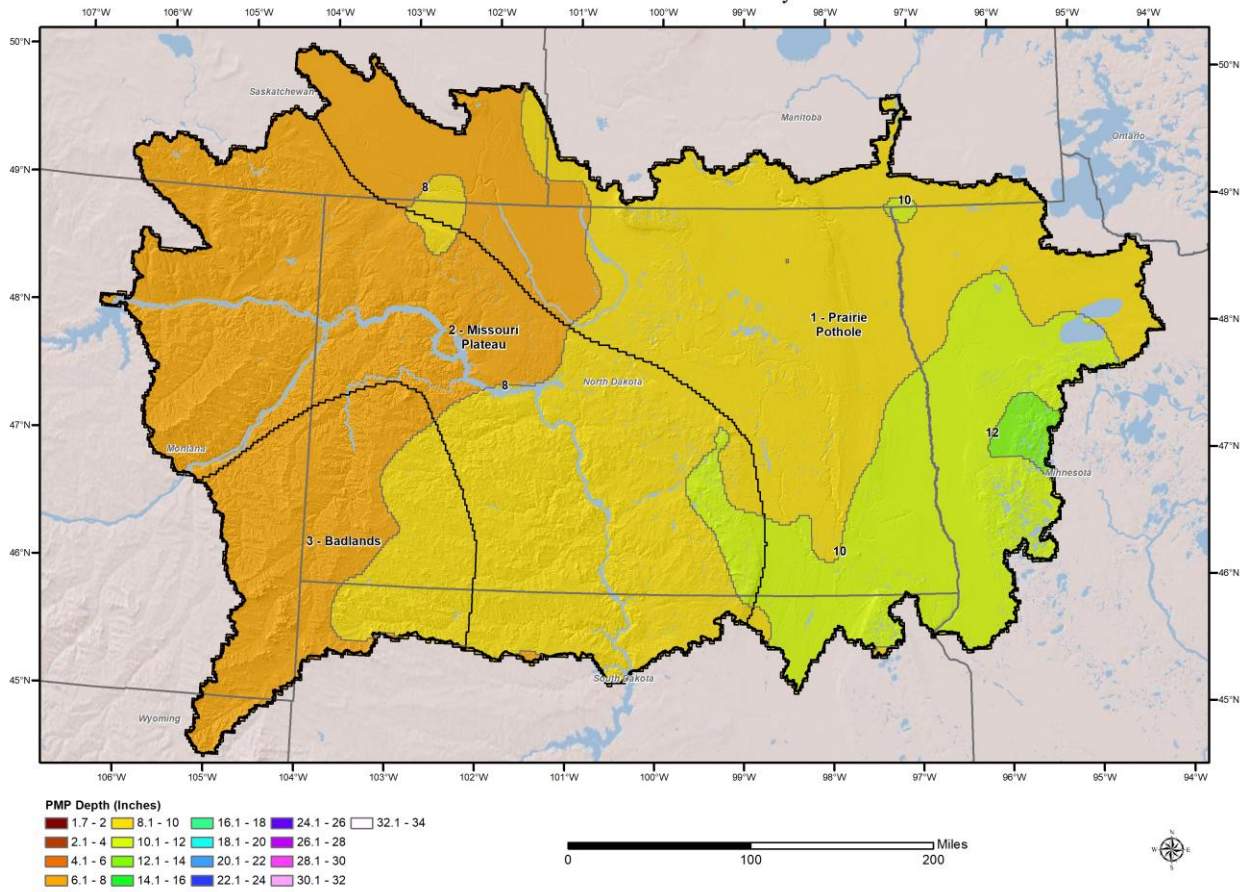 107°W 106°W 105°W 104°W 103°W 102°W 101°W 100°W 99°W 98°W 97°W 96°W 95°W 94°W
50°N
50°N
Saskatchewan
Manitoba
Ontario
49°N
49°N
8
10
48°N
48°N
2 - Missouri
Plateau
1 - Prairie
Pothole
8
North Dakota
47°N
47°N
12
Montana
Minnesota
46°N
46°N
3 - Badlands
10
45°N
45°N
South Dakota
Wyoming
106°W 105°W 104°W 103°W 102°W 101°W 100°W 99°W 98°W 97°W 96°W 95°W 94°W
PMP Depth (Inches)
1.7 - 2 8.1 - 10 16.1 - 18 24.1 - 26 32.1 - 34
2.1 - 4 10.1 - 12 18.1 - 20 26.1 - 28
4.1 - 6 12.1 - 14 20.1 - 22 28.1 - 30
6.1 - 8 14.1 - 16 22.1 - 24 30.1 - 32
Miles
0 100 200
N
W E
S